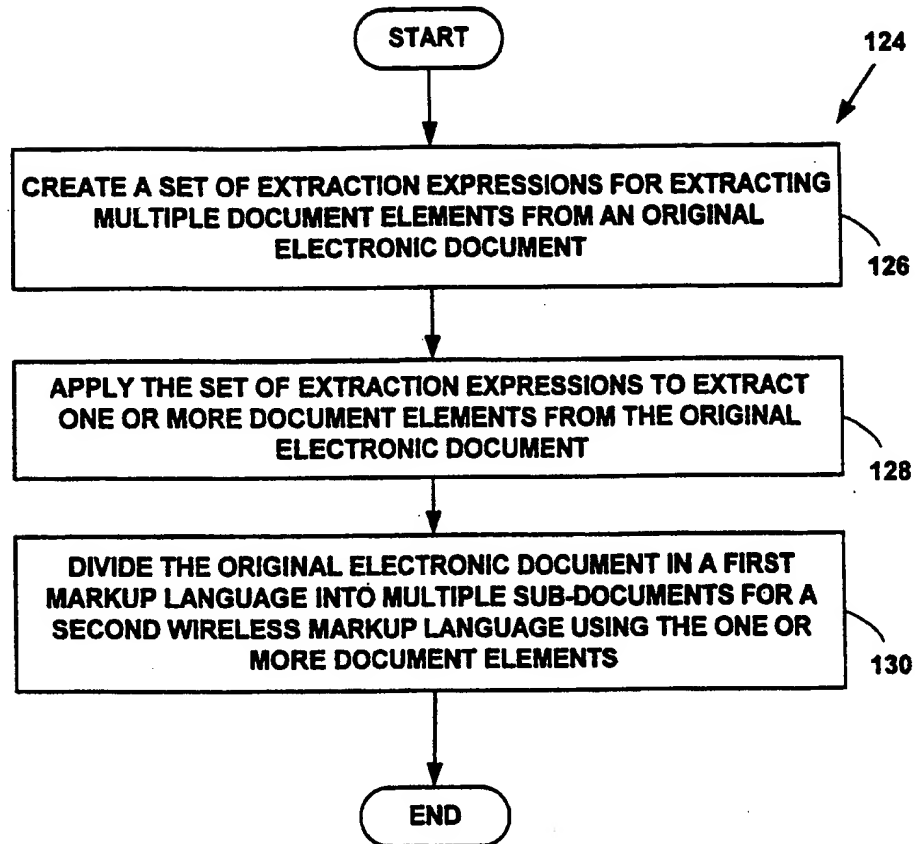 START
124
CREATE A SET OF EXTRACTION EXPRESSIONS FOR EXTRACTING
MULTIPLE DOCUMENT ELEMENTS FROM AN ORIGINAL
ELECTRONIC DOCUMENT
126
APPLY THE SET OF EXTRACTION EXPRESSIONS TO EXTRACT
ONE OR MORE DOCUMENT ELEMENTS FROM THE ORIGINAL
ELECTRONIC DOCUMENT
128
DIVIDE THE ORIGINAL ELECTRONIC DOCUMENT IN A FIRST
MARKUP LANGUAGE INTO MULTIPLE SUB-DOCUMENTS FOR A
SECOND WIRELESS MARKUP LANGUAGE USING THE ONE OR
MORE DOCUMENT ELEMENTS
130
END